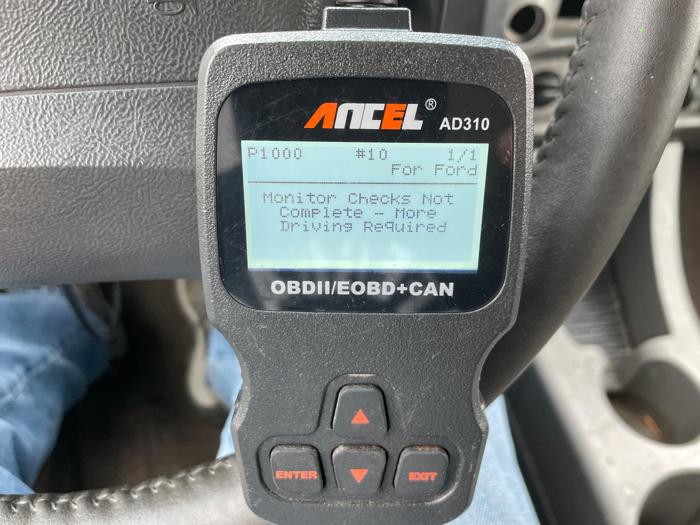 ANCEL® AD310
P1000 #10 1/1
For Ford
Monitor Checks Not
Complete - More
Driving Required
OBDII/EOBD+CAN
ENTER EXIT